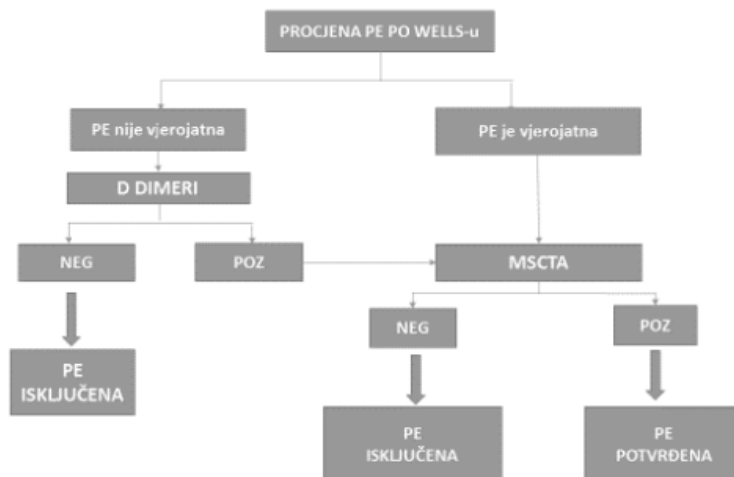 PROCJENA PE PO WELLS-u
PE nije vjerojatna
PE je vjerojatna
D DIMERI
NEG
POZ
MSCTA
NEG
POZ
PE
ISKLJUČENA
PE
ISKLJUČENA
PE
POTVRĐENA